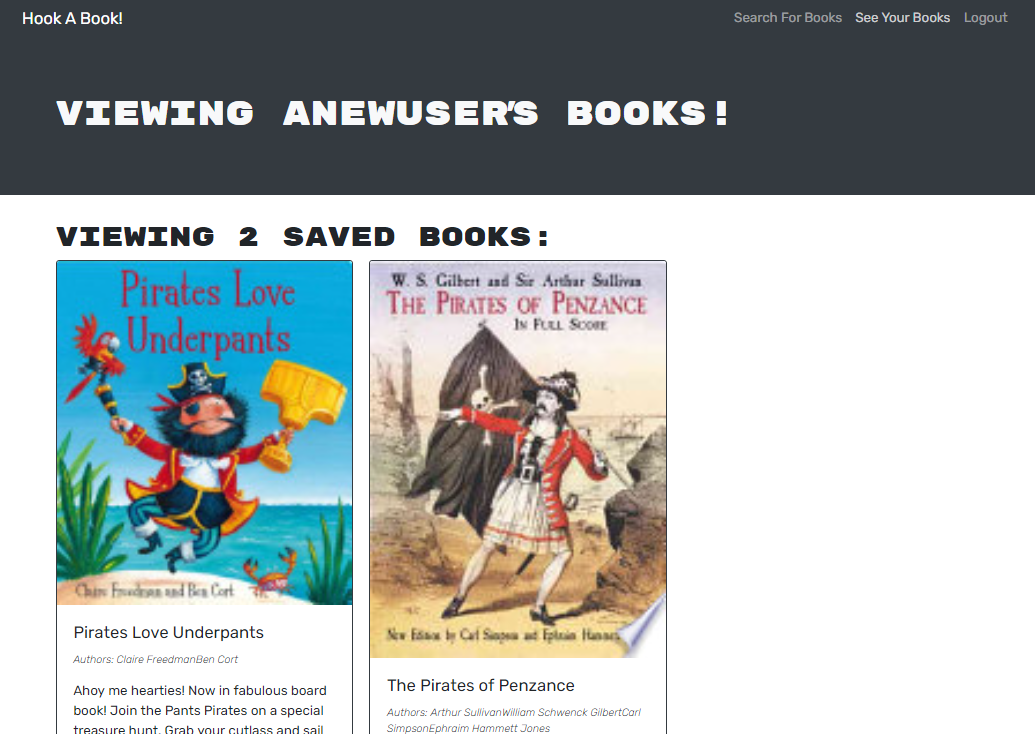 Hook A Book!
Search For Books See Your Books Logout
VIEWING ANEWUSER'S BOOKS!
VIEWING 2 SAVED BOOKS:
Pirates Love
Underpants
Claire Freedman and Ben Cort
Pirates Love Underpants
Authors: Claire FreedmanBen Cort
Ahoy me hearties! Now in fabulous board
book! Join the Pants Pirates on a special
treasure hunt. Grab your cutlass and sail
W. S. Gilbert and Sir Arthur Sullivan
THE PIRATES OF PENZANCE
IN FULL SCORE
New Edition by Carl Simpson and Ephraim Hammett
The Pirates of Penzance
Authors: Arthur SullivanWilliam Schwenck GilbertCarl
SimpsonEphraim Hammett Jones